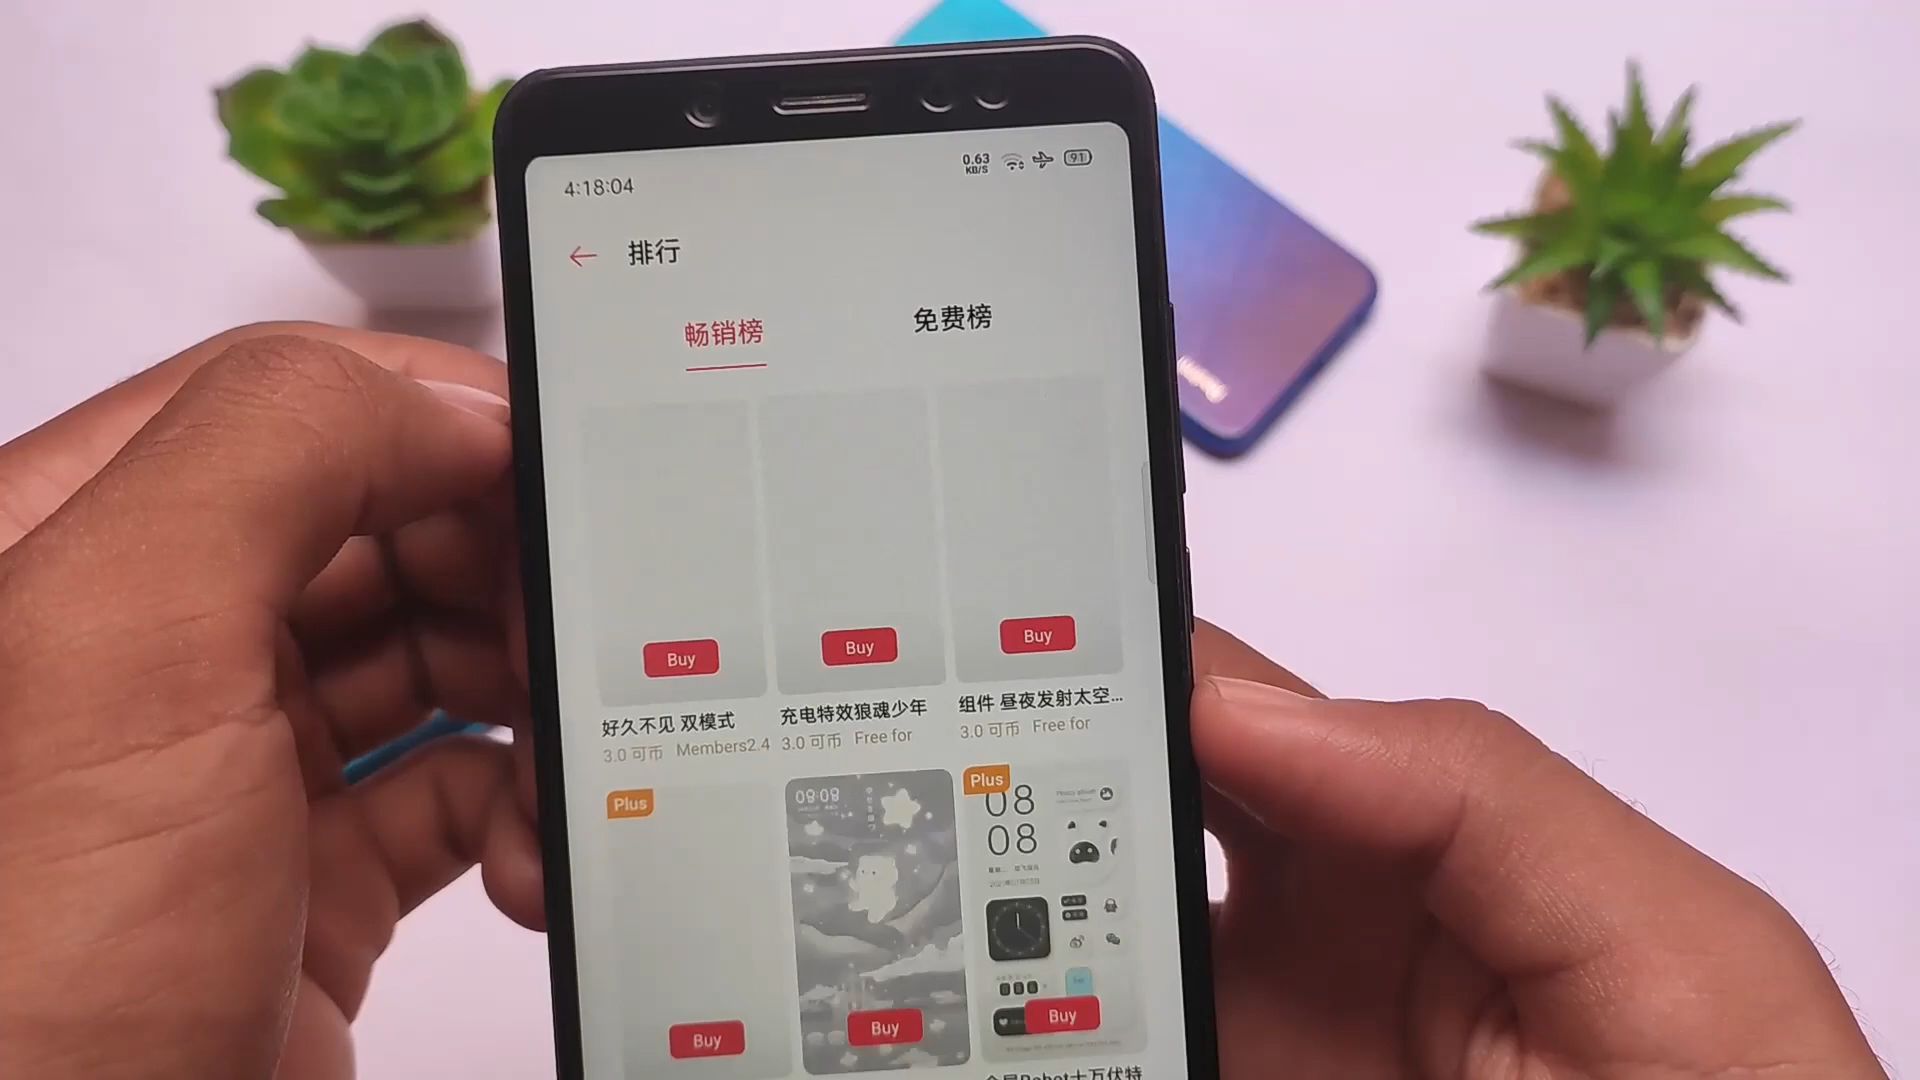 4:18:04
0.63
KB/S
91
排行
畅销榜
免费榜
Buy
Buy
Buy
好久不见 双模式
充电特效狼魂少年
组件 昼夜发射太空...
3.0 可币 Members2.4
3.0 可币 Free for
3.0 可币 Free for
Plus
Plus
08:08
08
08
Buy
Buy
Buy